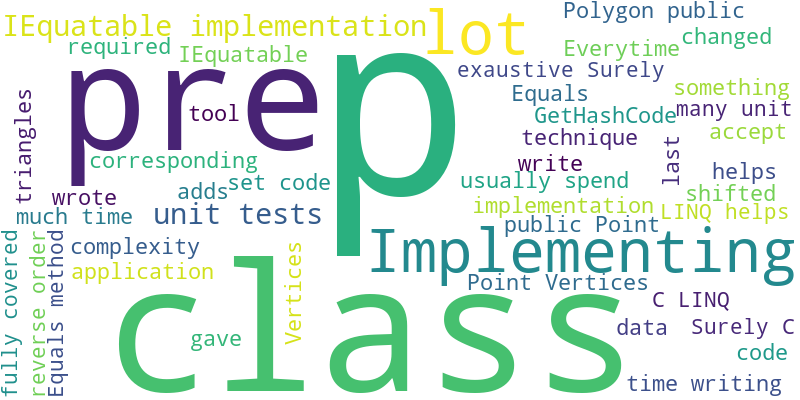 IEquatable implementation
lot
Polygon public
required
IEquatable
Everytime
changed
prep
p
exaustive Surely
something
triangles
tool
Equals
GetHashCode
many unit
technique
accept
last
corresponding
write
helps
wrote
adds
set code
usually spend
shifted
much time
unit tests
implementation
LINQ helps
public Point
fully covered
reverse order
Equals method
complexity
Implementing
application
Vertices
Point Vertices
class
C LINQ
gave
data
Surely C
code
time writing